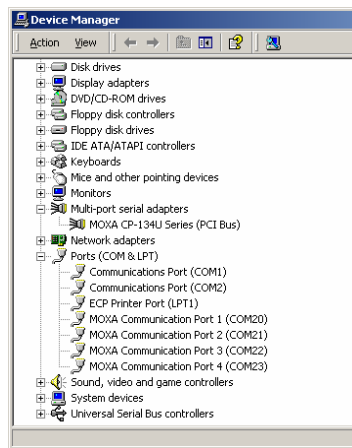 Device Manager
Action View
Disk drives
Display adapters
DVD/CD-ROM drives
Floppy disk controllers
Floppy disk drives
IDE ATA/ATAPI controllers
Keyboards
Mice and other pointing devices
Monitors
Multi-port serial adapters
MOXA CP-134U Series (PCI Bus)
Network adapters
Ports (COM & LPT)
Communications Port (COM1)
Communications Port (COM2)
ECP Printer Port (LPT1)
MOXA Communication Port 1 (COM20)
MOXA Communication Port 2 (COM21)
MOXA Communication Port 3 (COM22)
MOXA Communication Port 4 (COM23)
Sound, video and game controllers
System devices
Universal Serial Bus controllers